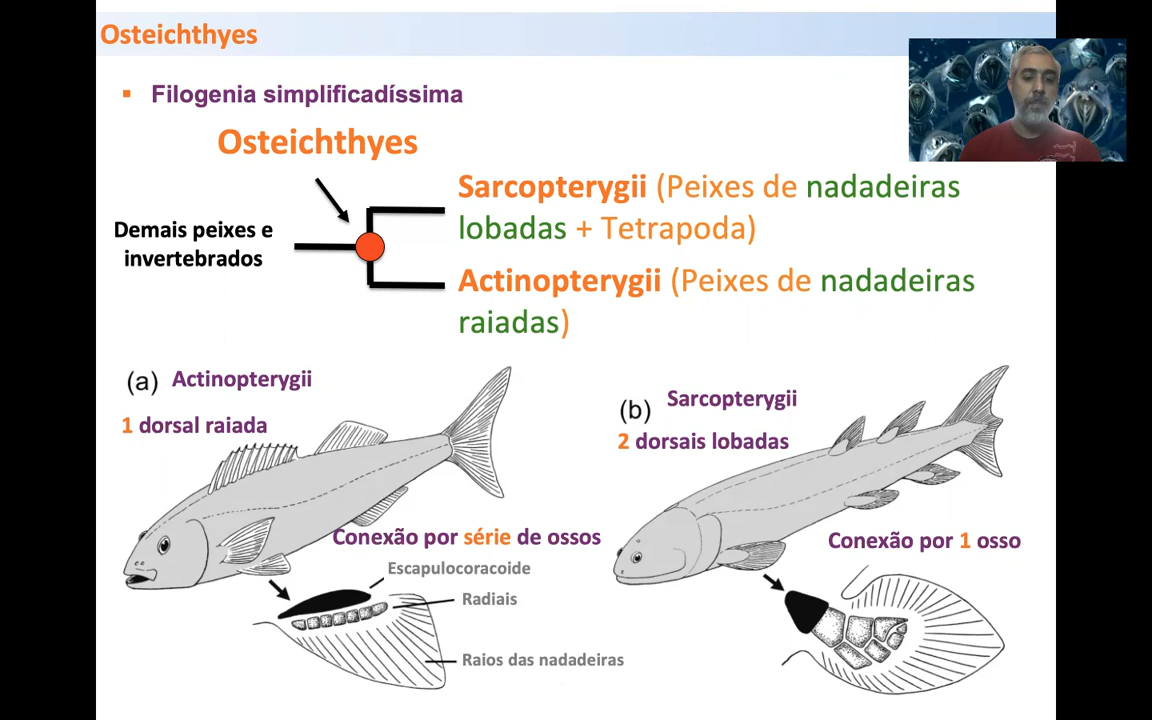 Osteichthyes
▪ Filogenia simplificadíssima
Osteichthyes
Sarcopterygii (Peixes de nadadeiras
lobadas + Tetrapoda)
Demais peixes e
invertebrados
Actinopterygii (Peixes de nadadeiras
raiadas)
(a) Actinopterygii
1 dorsal raiada
(b) Sarcopterygii
2 dorsais lobadas
Conexão por série de ossos
Conexão por 1 osso
Escapulocoracoide
Radiais
Raios das nadadeiras